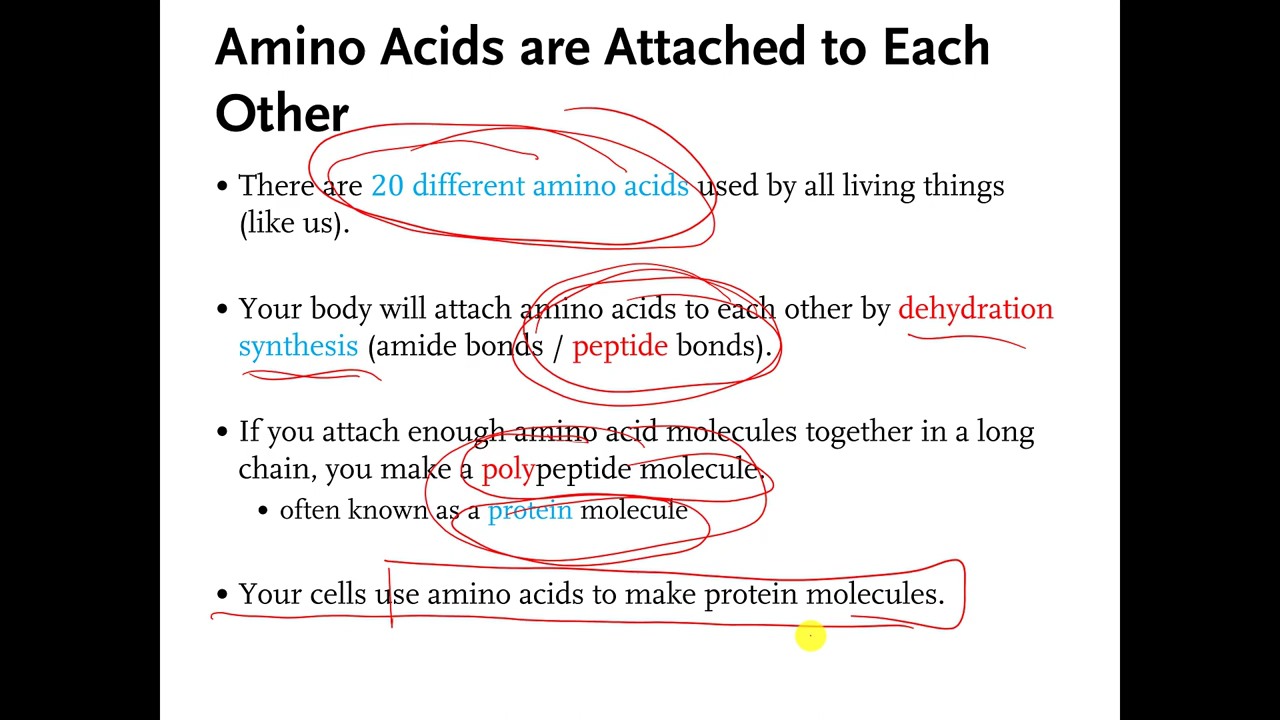 Amino Acids are Attached to Each
Other
• There are 20 different amino acids used by all living things
(like us).
• Your body will attach amino acids to each other by dehydration
synthesis (amide bonds / peptide bonds).
• If you attach enough amino acid molecules together in a long
chain, you make a polypeptide molecule.
• often known as a protein molecule
• Your cells use amino acids to make protein molecules.